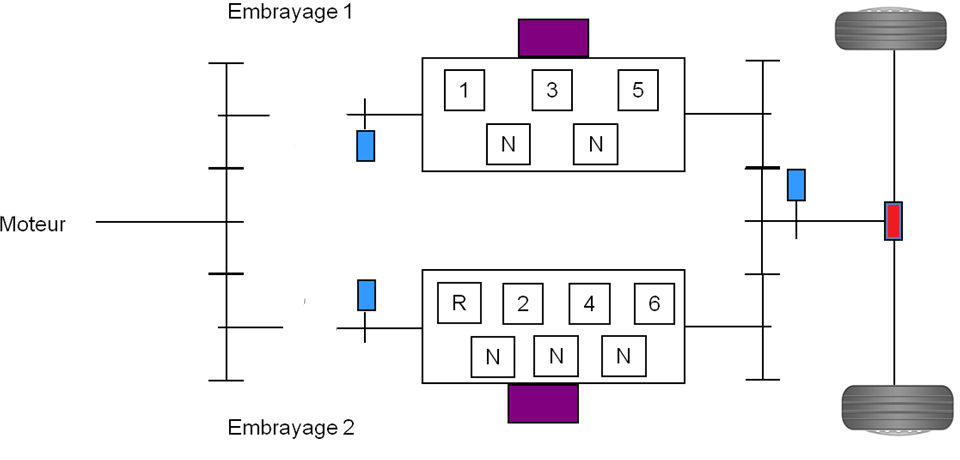 Embrayage 1
1 3 5
N N
Moteur
R 2 4 6
N N N
Embrayage 2